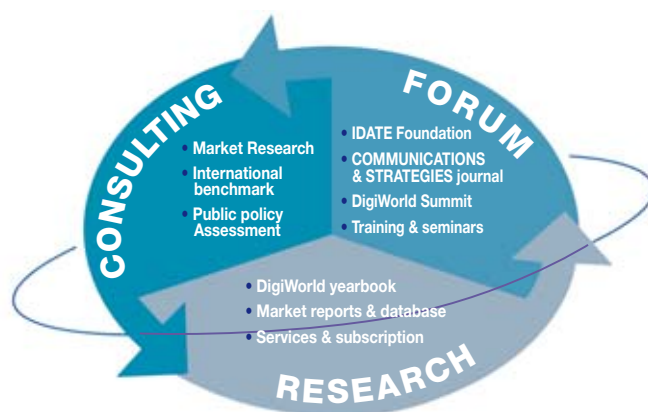 CONSULTING
• Market Research
• International
benchmark
• Public policy
Assessment
FORUM
• IDATE Foundation
• COMMUNICATIONS
& STRATEGIES journal
• DigiWorld Summit
• Training & seminars
• DigiWorld yearbook
• Market reports & database
• Services & subscription
RESEARCH